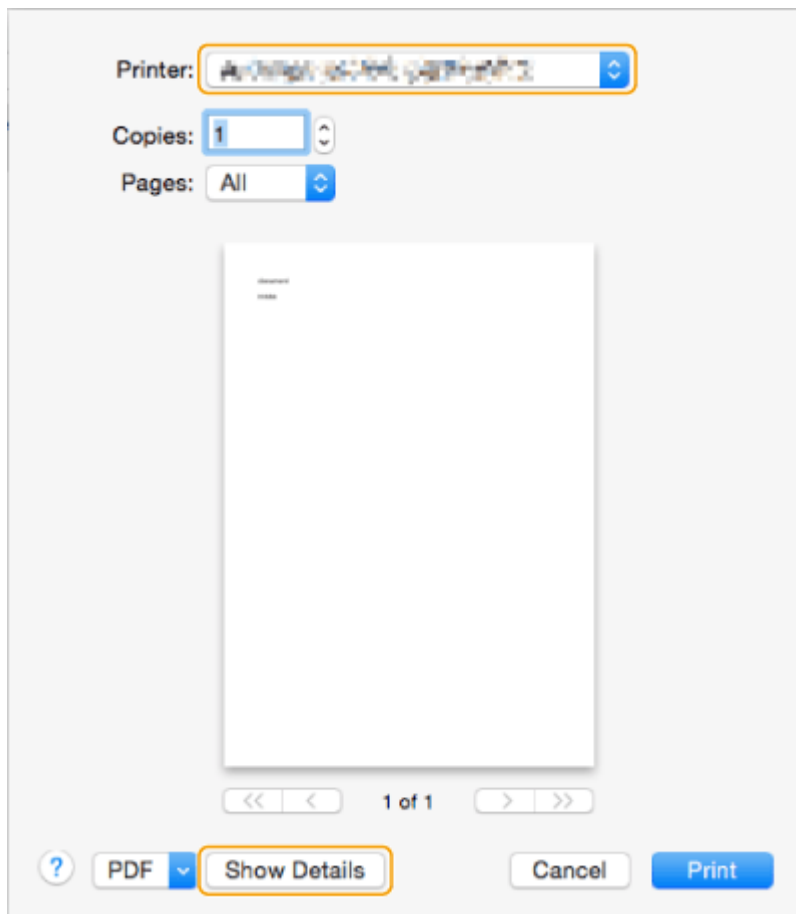 Printer:
Copies: 1
Pages: All
1 of 1
? PDF Show Details Cancel Print